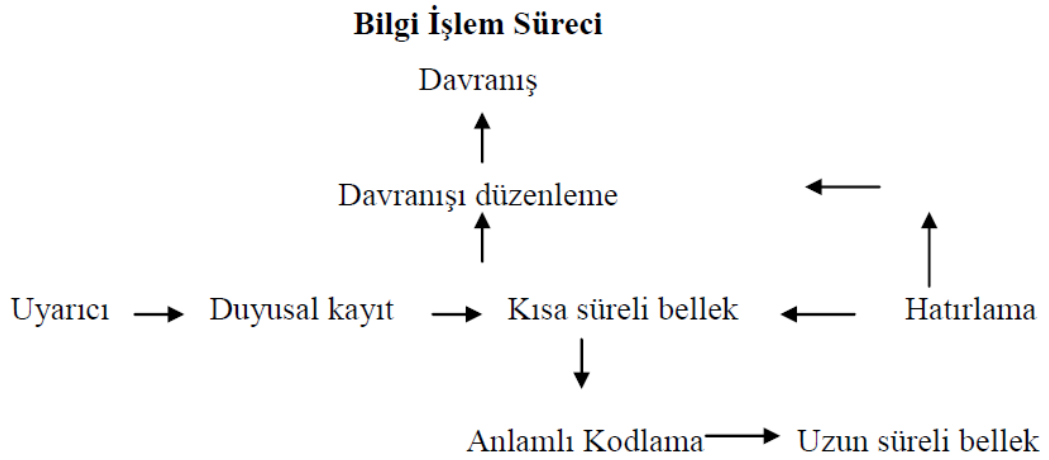 Bilgi İşlem Süreci
Davranış
Davranışı düzenleme
Uyarıcı Duyusal kayıt Kısa süreli bellek Hatırlama
Anlamlı Kodlama Uzun süreli bellek